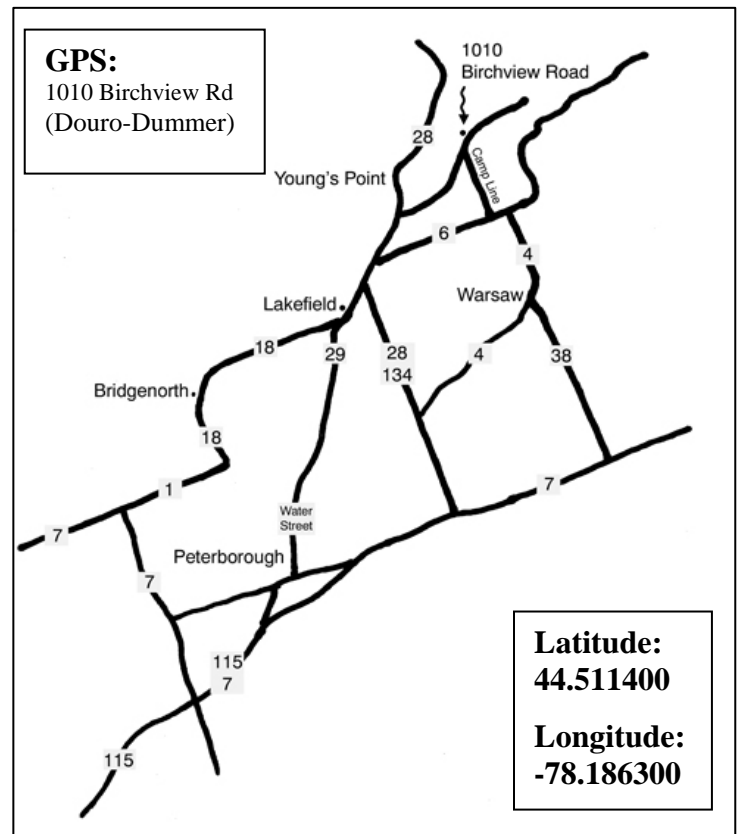 GPS:
1010 Birchview Rd
(Douro-Dummer)
1010
Birchview Road
28
Young's Point
Camp Line
6
4
Warsaw
Lakefield
18
29
28
134
4
38
Bridgenorth
18
1
7
7
Water
Street
Peterborough
7
7
115
7
115
Latitude:
44.511400
Longitude:
-78.186300